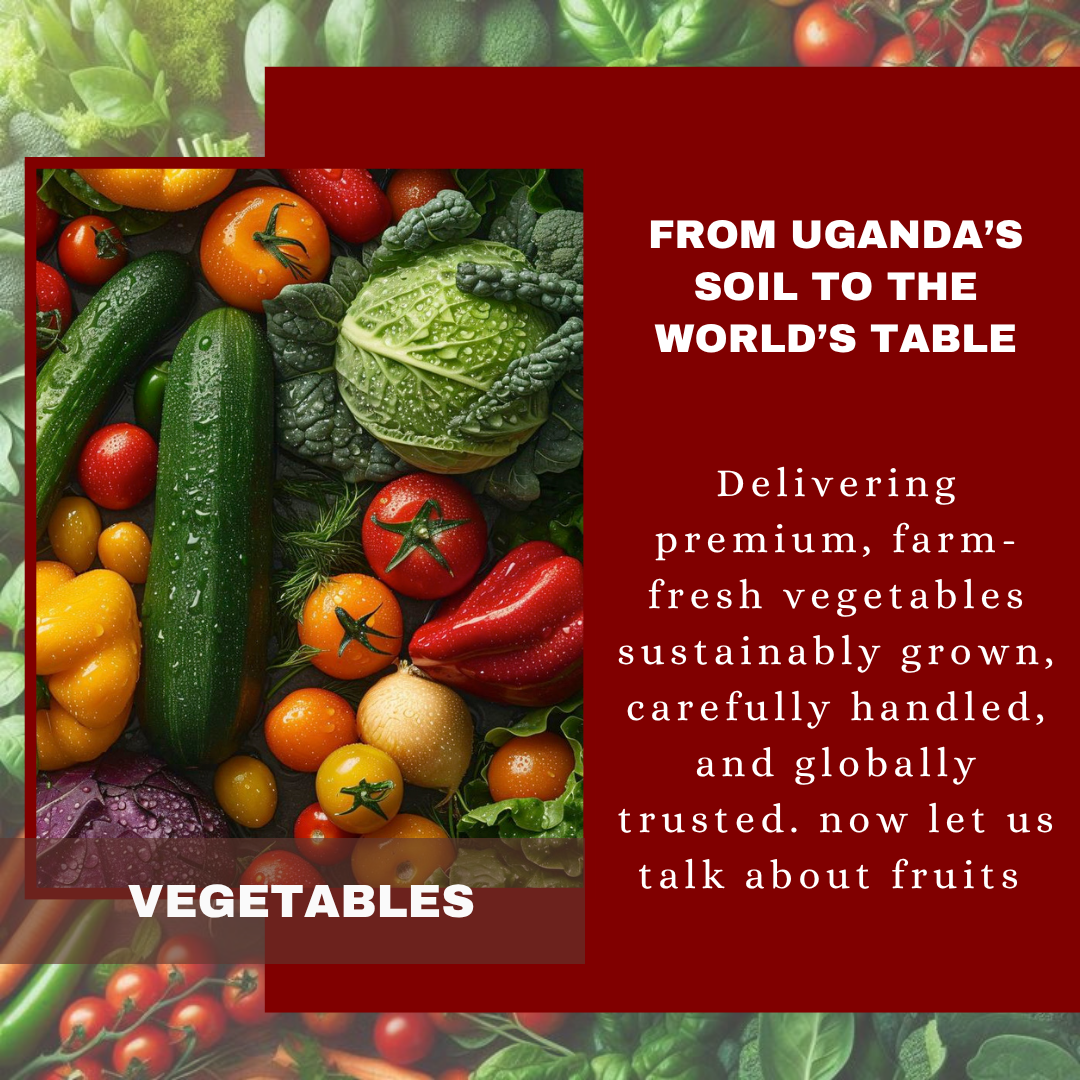 FROM UGANDA’S
SOIL TO THE
WORLD’S TABLE
Delivering
premium, farm-
fresh vegetables
sustainably grown,
carefully handled,
and globally
trusted. now let us
talk about fruits
VEGETABLES